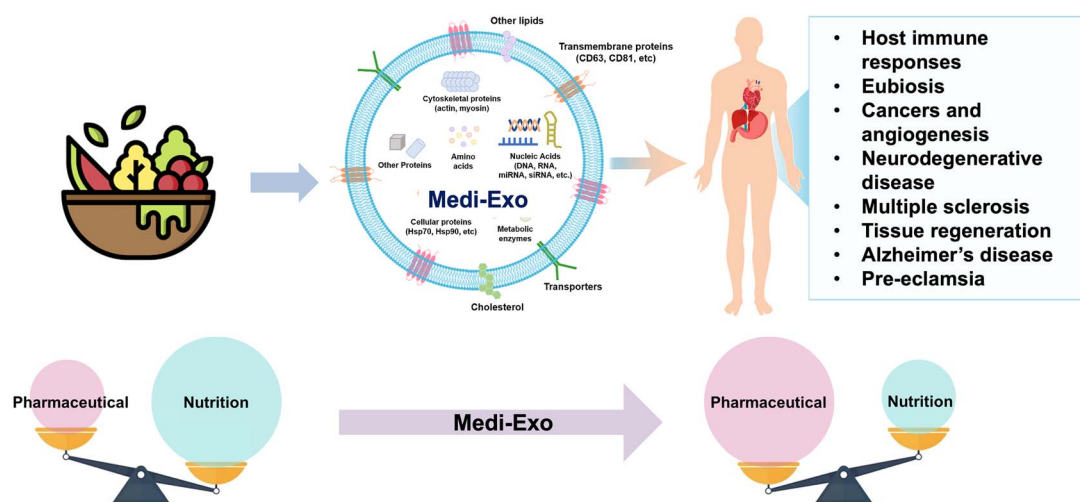 Other lipids
Transmembrane proteins
(CD63, CD81, etc)
Cytoskeletal proteins
(actin, myosin)
Other Proteins
Amino
acids
Nucleic Acids
(DNA, RNA,
miRNA, siRNA, etc.)
Medi-Exo
Cellular proteins
(Hsp70, Hsp90, etc)
Metabolic
enzymes
Transporters
Cholesterol
• Host immune
responses
• Eubiosis
• Cancers and
angiogenesis
• Neurodegenerative
disease
• Multiple sclerosis
• Tissue regeneration
• Alzheimer's disease
• Pre-eclamsia
Pharmaceutical
Nutrition
Medi-Exo
Pharmaceutical
Nutrition